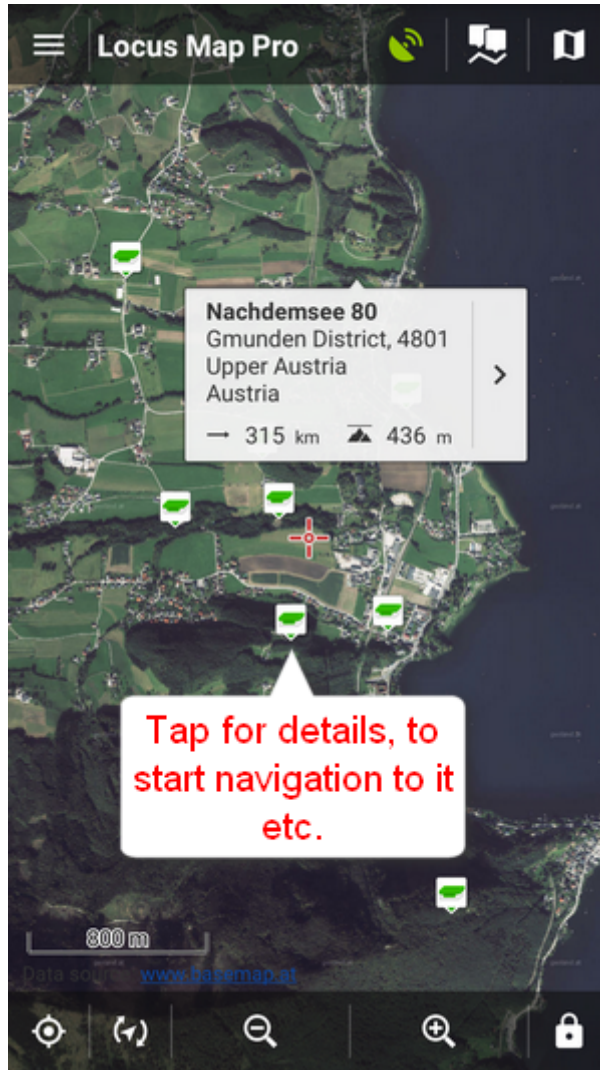 Locus Map Pro
Nachdemsee 80
Gmunden District, 4801
Upper Austria
Austria
315 km 436 m
Tap for details, to
start navigation to it
etc.
800 m
Data source: www.basemap.at